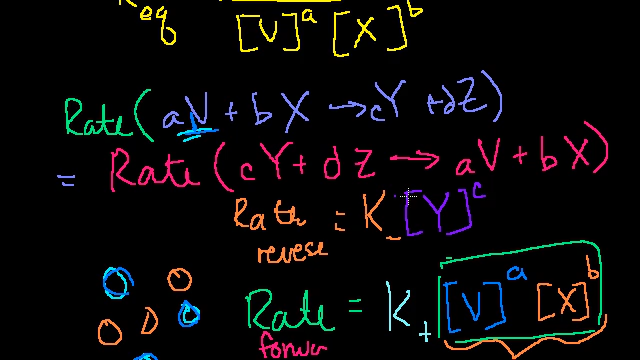 Keq [V]^a [X]^b
Rate (aV + bX → cY + dZ)
= Rate (cY + dZ → aV + bX)
Rate = K_ [Y]^c
reverse
Rate = K+ [V]^a [X]^b
forwa